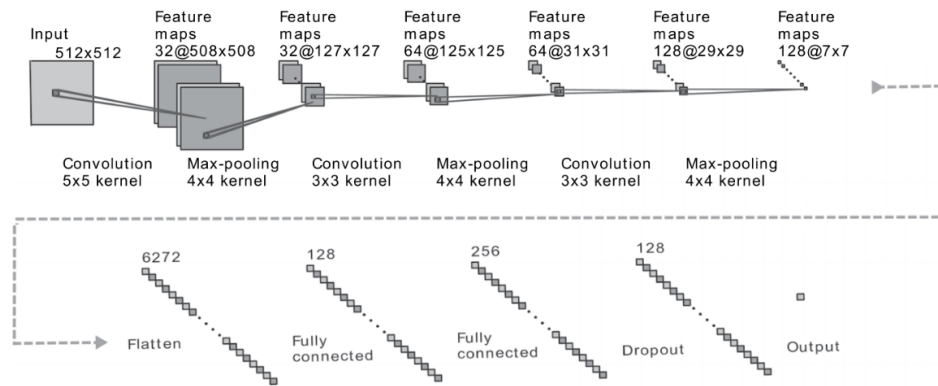 Input
512x512
Feature
maps
32@508x508
Feature
maps
32@127x127
Feature
maps
64@125x125
Feature
maps
64@31x31
Feature
maps
128@29x29
Feature
maps
128@7x7
Convolution
5x5 kernel
Max-pooling
4x4 kernel
Convolution
3x3 kernel
Max-pooling
4x4 kernel
Convolution
3x3 kernel
Max-pooling
4x4 kernel
6272
128
256
128
Flatten
Fully
connected
Fully
connected
Dropout
Output